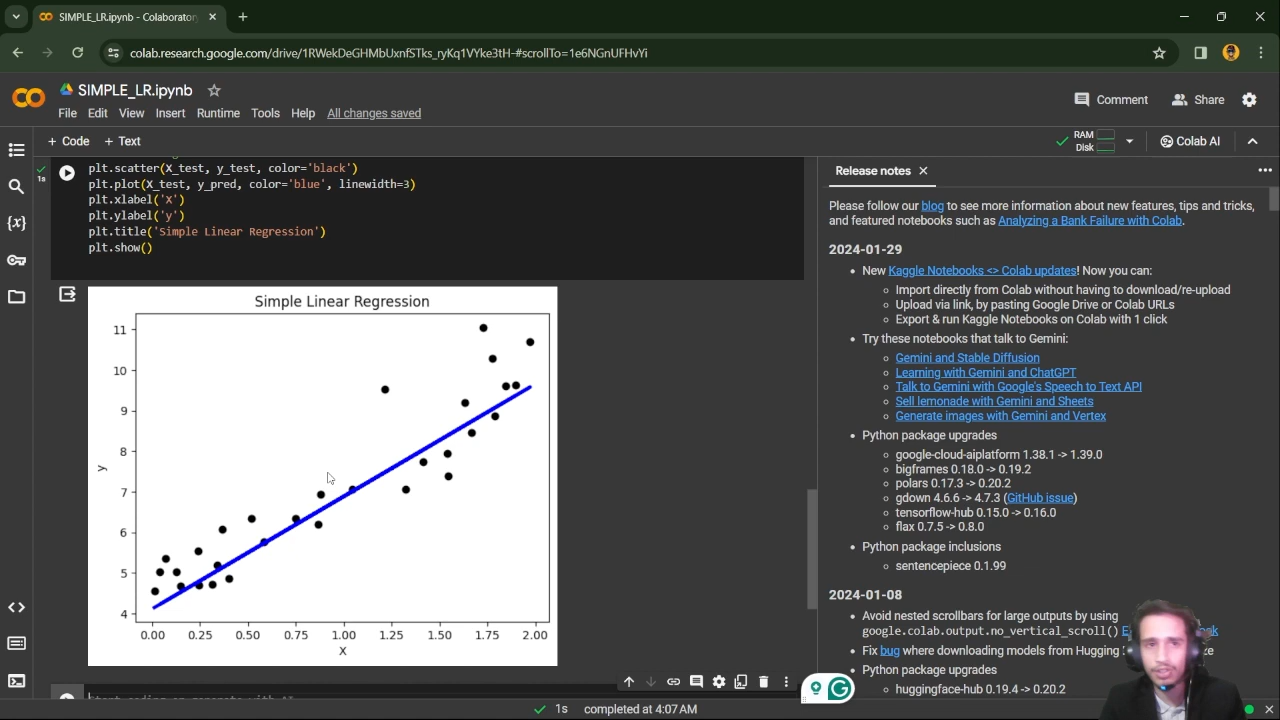 SIMPLE_LR.ipynb - Colaboratory
colab.research.google.com/drive/1RWekDeGHMbUxnfSTks_ryKq1VYke3tH-#scrollTo=1e6NGnUFHvYi
SIMPLE_LR.ipynb
Comment
Share
File Edit View Insert Runtime Tools Help All changes saved
+ Code + Text
RAM
Disk
Colab AI
1s
plt.scatter(X_test, y_test, color='black')
plt.plot(X_test, y_pred, color='blue', linewidth=3)
plt.xlabel('X')
plt.ylabel('y')
plt.title('Simple Linear Regression')
plt.show()
Simple Linear Regression
11
10
9
8
7
6
5
4
y
0.00 0.25 0.50 0.75 1.00 1.25 1.50 1.75 2.00
X
1s completed at 4:07AM
Release notes
Please follow our blog to see more information about new features, tips and tricks,
and featured notebooks such as Analyzing a Bank Failure with Colab.
2024-01-29
New Kaggle Notebooks <> Colab updates! Now you can:
Import directly from Colab without having to download/re-upload
Upload via link, by pasting Google Drive or Colab URLs
Export & run Kaggle Notebooks on Colab with 1 click
Try these notebooks that talk to Gemini:
Gemini and Stable Diffusion
Learning with Gemini and ChatGPT
Talk to Gemini with Google's Speech to Text API
Sell lemonade with Gemini and Sheets
Generate images with Gemini and Vertex
Python package upgrades
google-cloud-aiplatform 1.38.1 -> 1.39.0
bigframes 0.18.0 -> 0.19.2
polars 0.17.3 -> 0.20.2
gdown 4.6.6 -> 4.7.3 (GitHub issue)
tensorflow-hub 0.15.0 -> 0.16.0
flax 0.7.5 -> 0.8.0
Python package inclusions
sentencepiece 0.1.99
2024-01-08
Avoid nested scrollbars for large outputs by using
google.colab.output.no_vertical_scroll()
Fix bug where downloading models from Hugging
Python package upgrades
huggingface-hub 0.19.4 -> 0.20.2